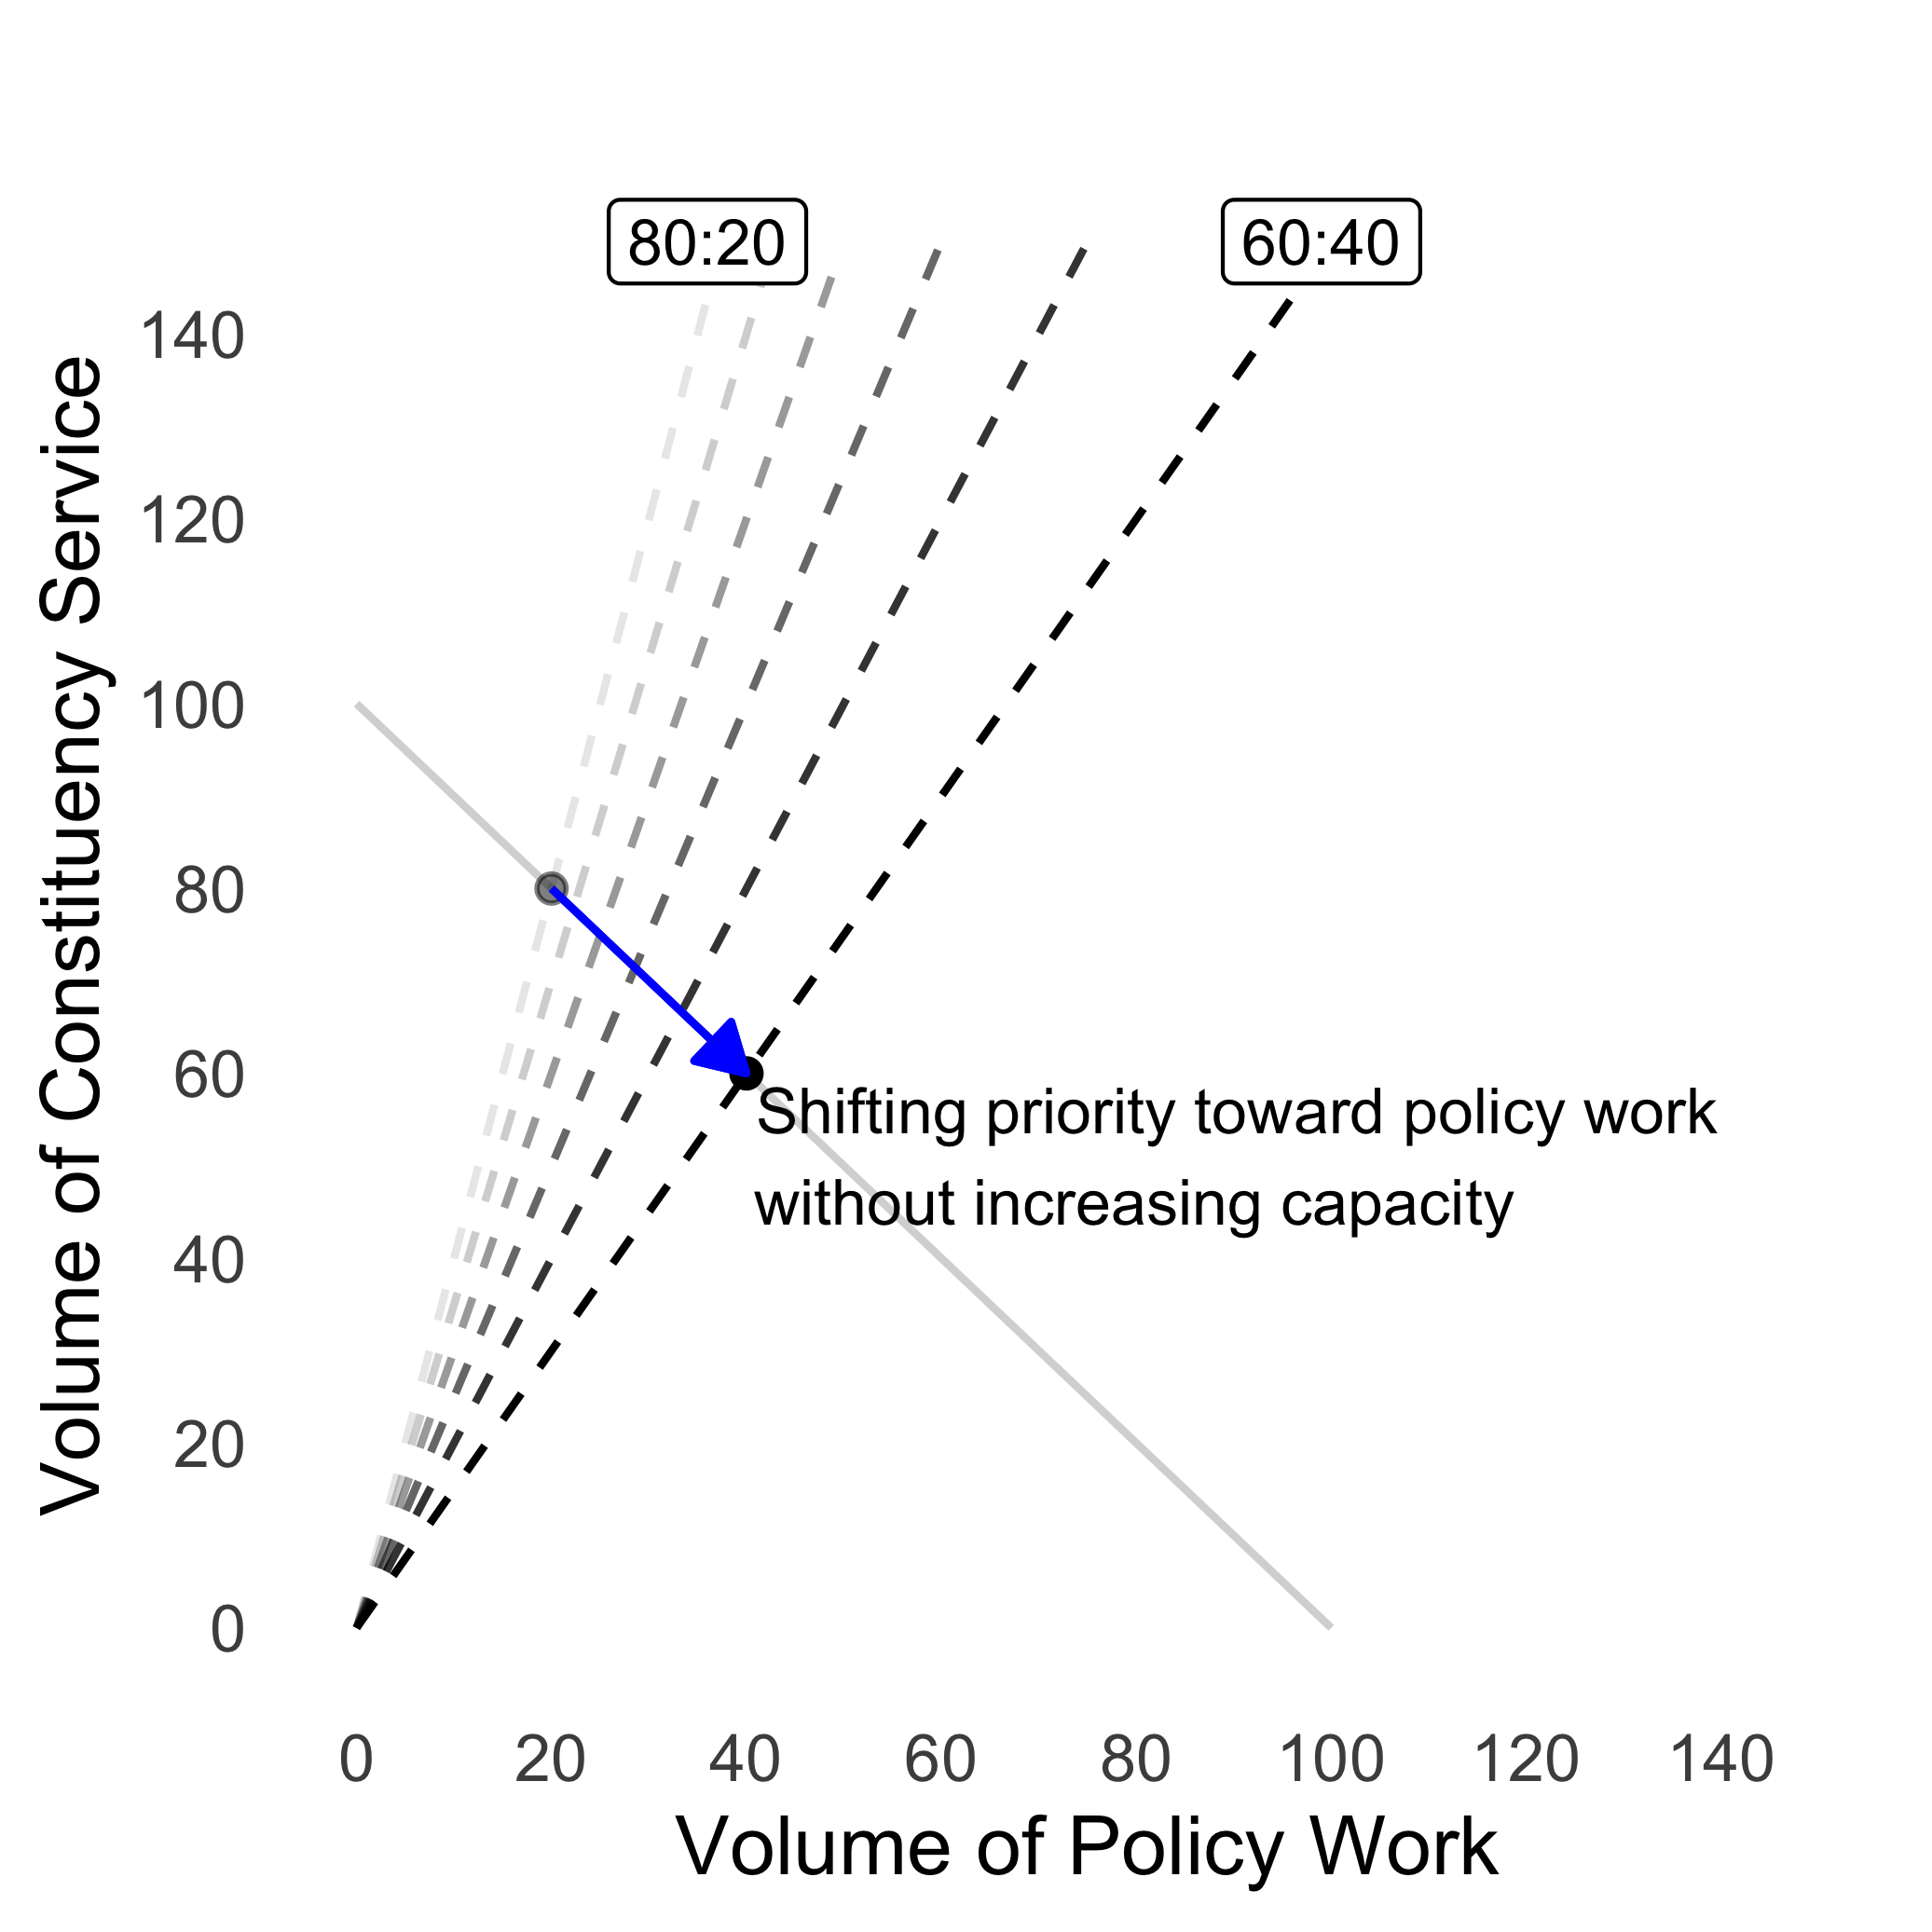 80:20
60:40
140
120
100
80
60
40
20
0
Volume of Constituency Service
Shifting priority toward policy work
without increasing capacity
0 20 40 60 80 100 120 140
Volume of Policy Work